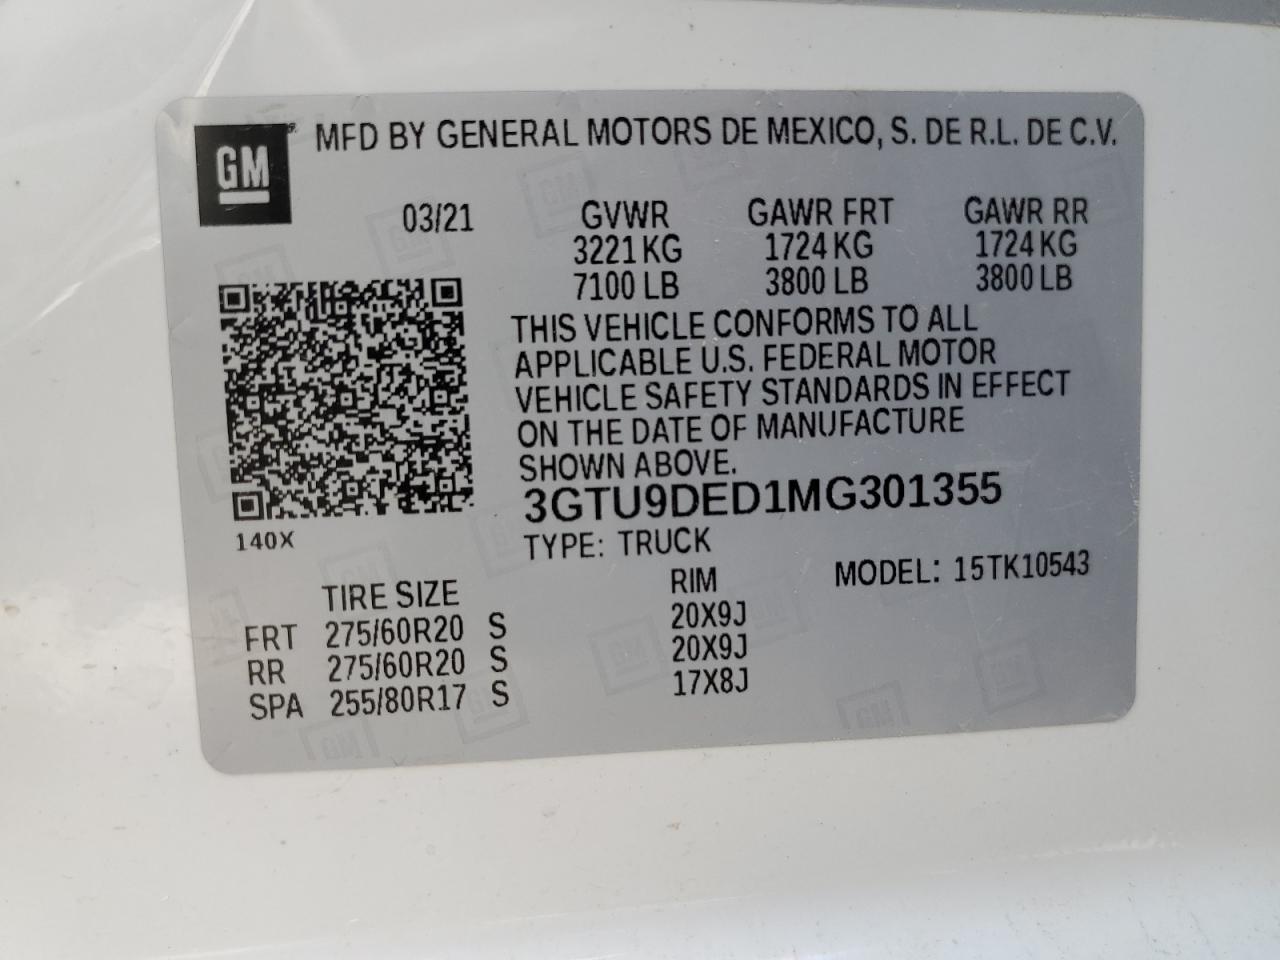 GM
MFD BY GENERAL MOTORS DE MEXICO, S. DE R.L. DE C.V.
03/21
GVWR GAWR FRT GAWR RR
3221 KG 1724 KG 1724 KG
7100 LB 3800 LB 3800 LB
THIS VEHICLE CONFORMS TO ALL
APPLICABLE U.S. FEDERAL MOTOR
VEHICLE SAFETY STANDARDS IN EFFECT
ON THE DATE OF MANUFACTURE
SHOWN ABOVE.
3GTU9DED1MG301355
140X
TYPE: TRUCK
MODEL: 15TK10543
TIRE SIZE RIM
FRT 275/60R20 S 20X9J
RR 275/60R20 S 20X9J
SPA 255/80R17 S 17X8J